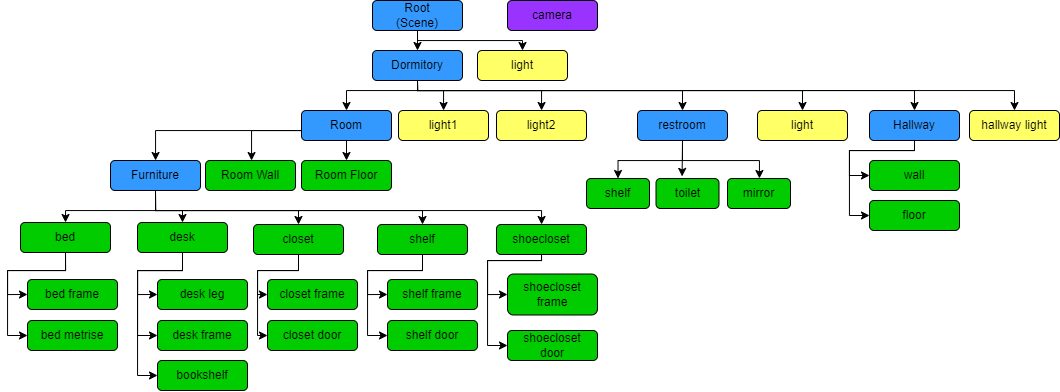 Root
(Scene)
camera
Dormitory
light
Room
light1
light2
restroom
light
Hallway
hallway light
Furniture
Room Wall
Room Floor
shelf
toilet
mirror
wall
floor
bed
desk
closet
shelf
shoecloset
bed frame
desk leg
closet frame
shelf frame
shoecloset
frame
bed metrise
desk frame
closet door
shelf door
shoecloset
door
bookshelf